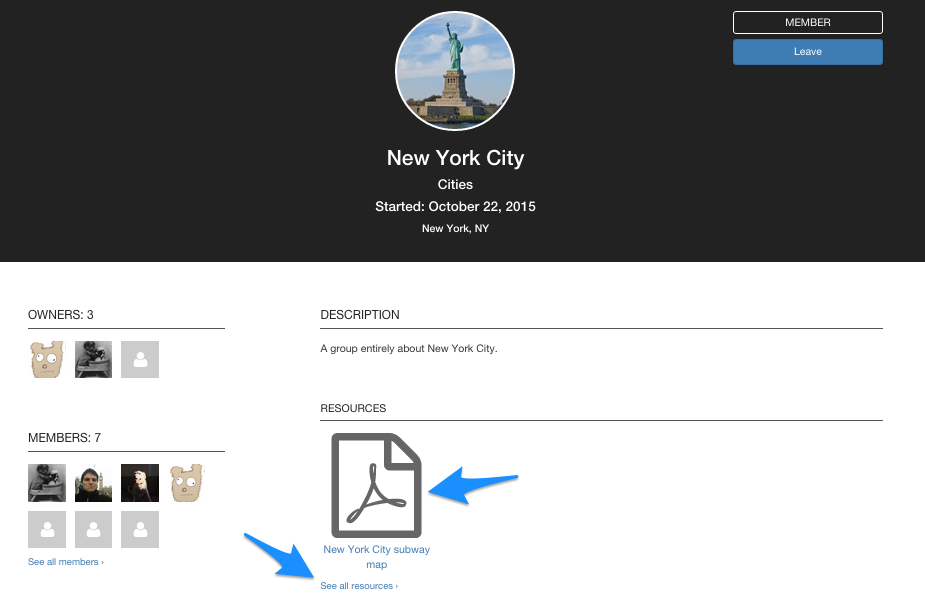 MEMBER
Leave
New York City
Cities
Started: October 22, 2015
New York, NY
OWNERS: 3
MEMBERS: 7
See all members ›
DESCRIPTION
A group entirely about New York City.
RESOURCES
New York City subway
map
See all resources ›